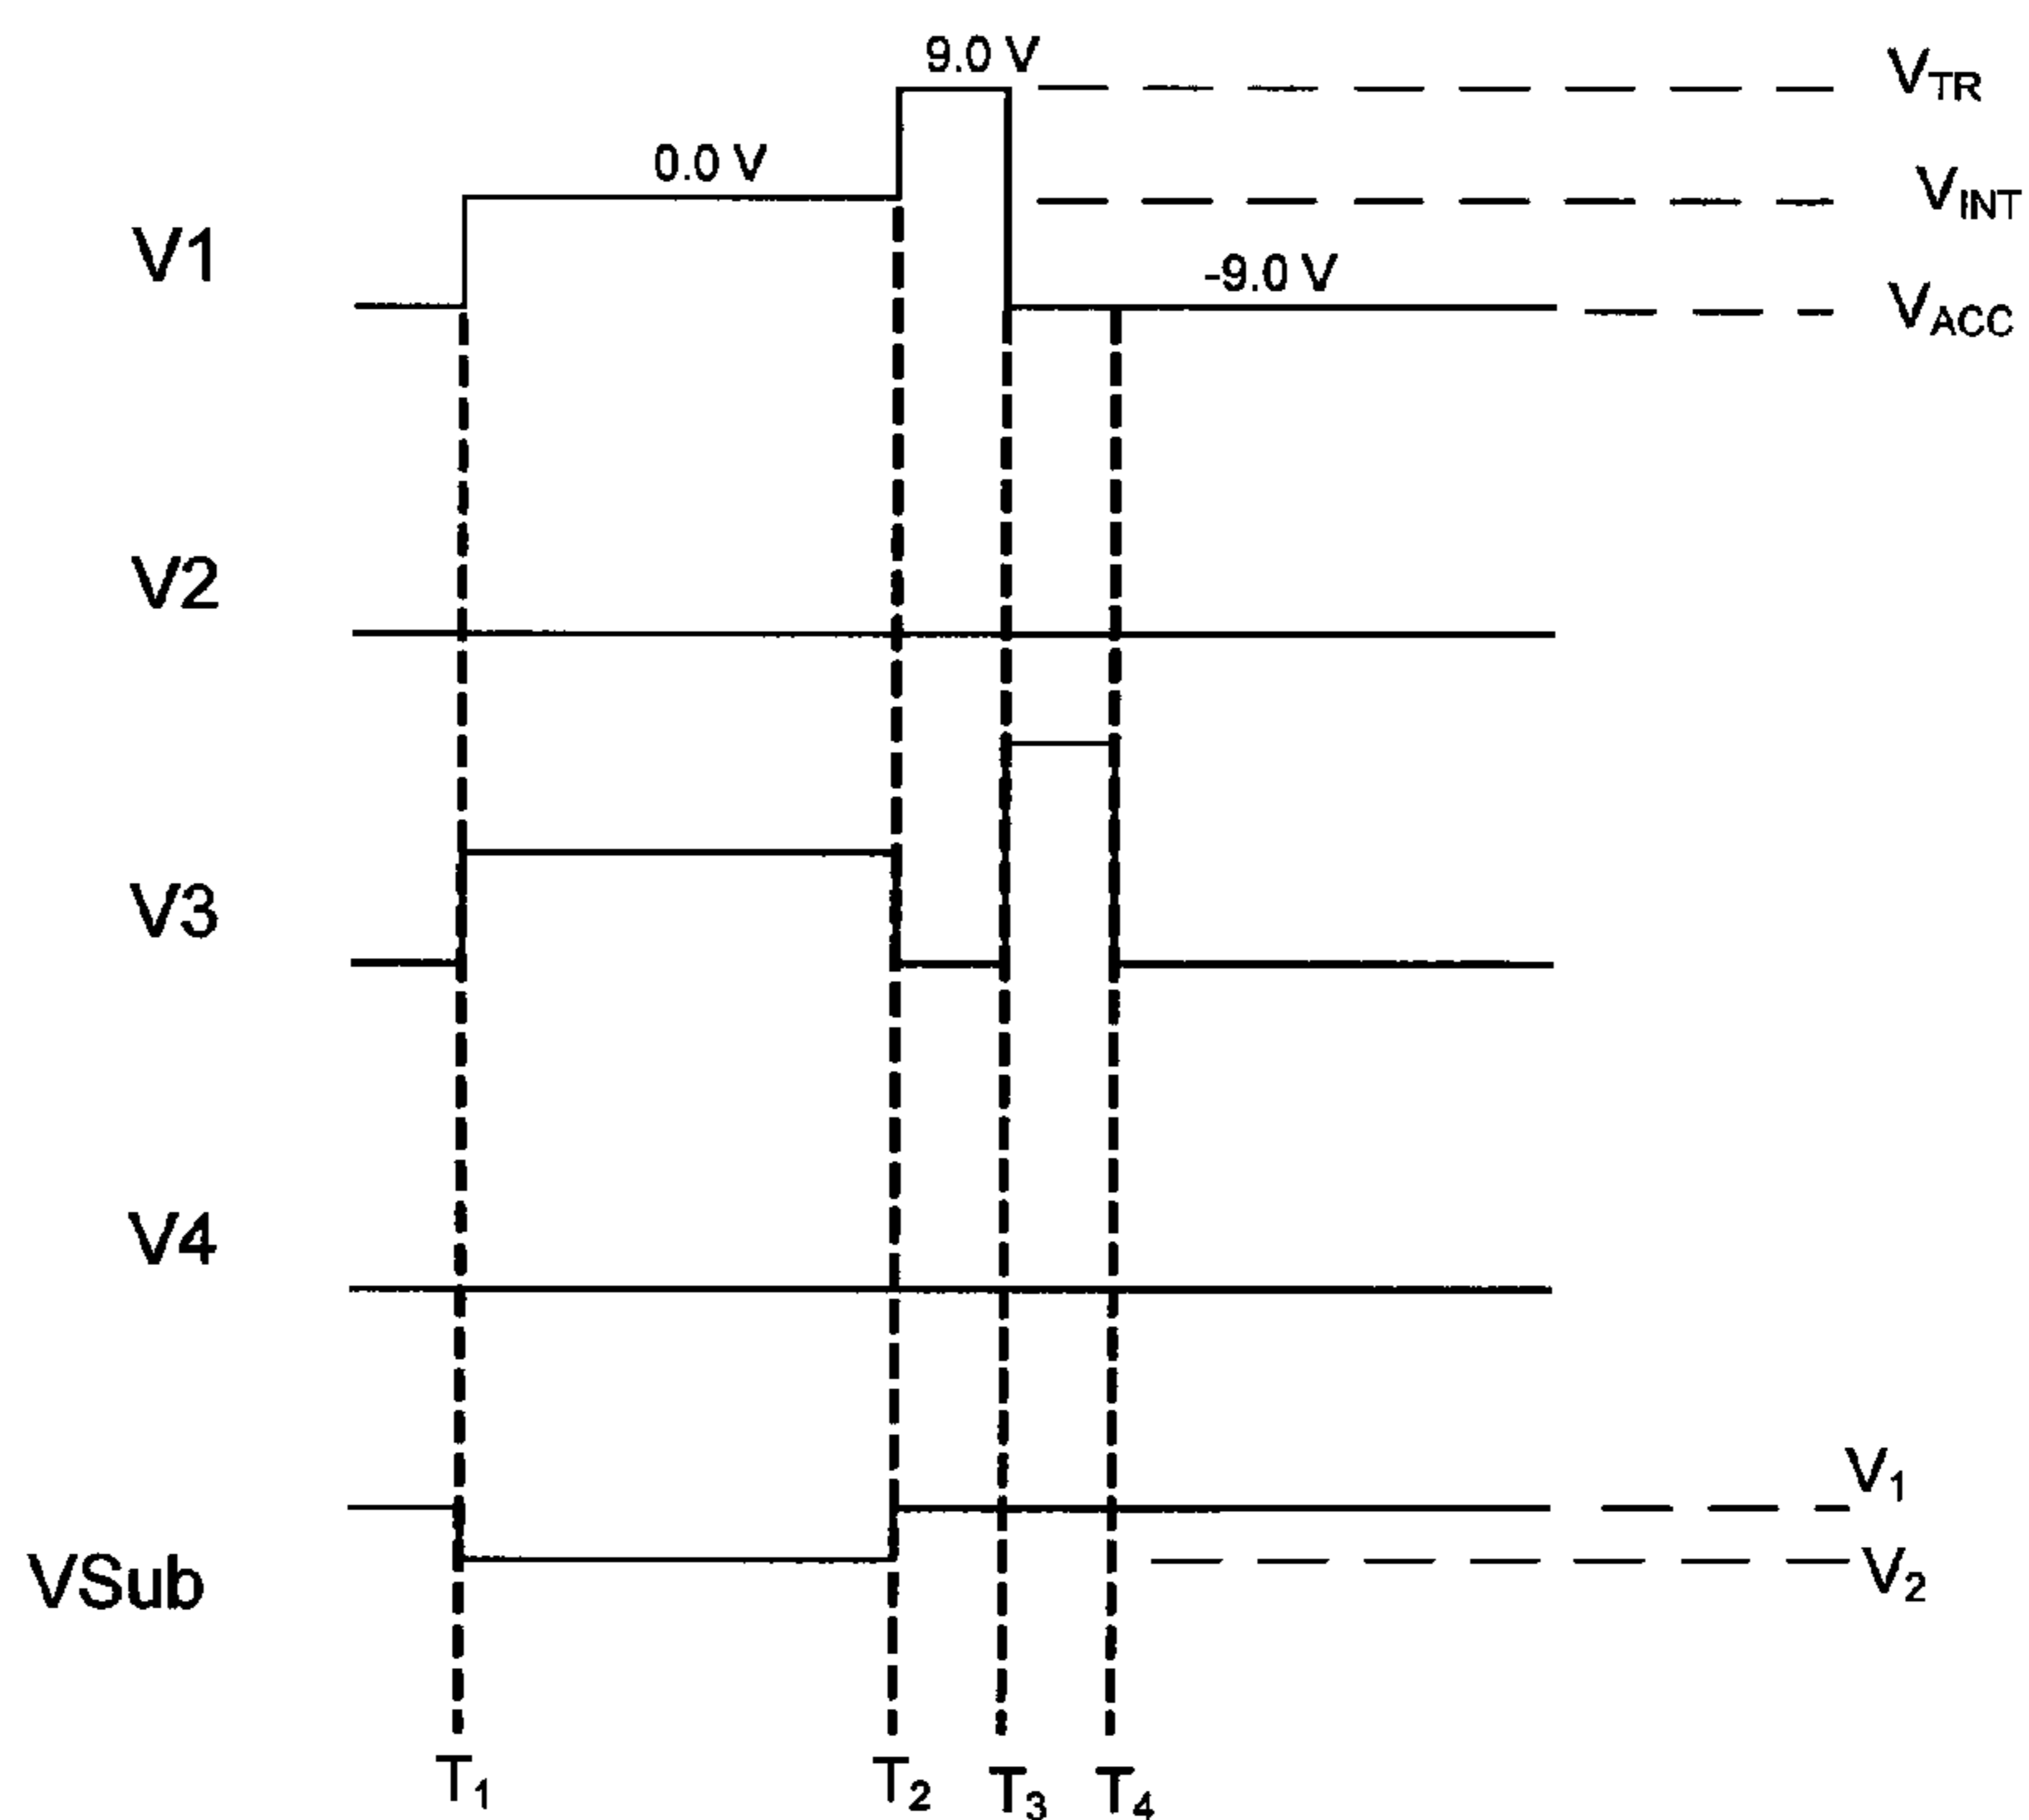 9.0 V
V_TR
0.0 V
V_INT
V1
-9.0 V
V_ACC
V2
V3
V4
V_1
VSub
V_2
T_1
T_2
T_3
T_4